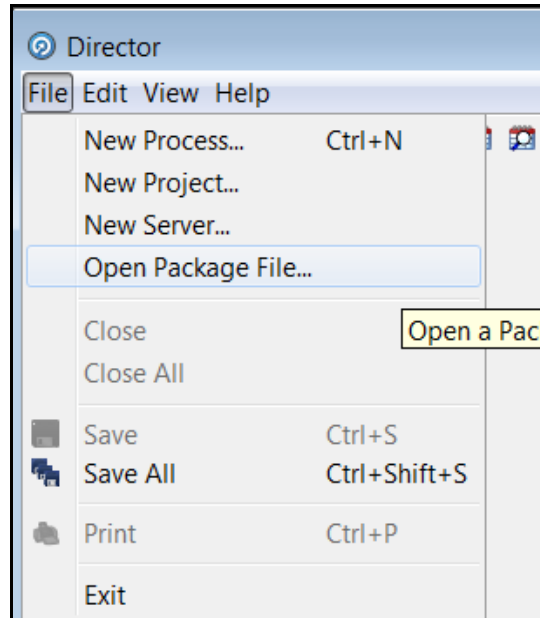 Director
File Edit View Help
New Process... Ctrl+N
New Project...
New Server...
Open Package File...
Close
Open a Pac
Close All
Save Ctrl+S
Save All Ctrl+Shift+S
Print Ctrl+P
Exit